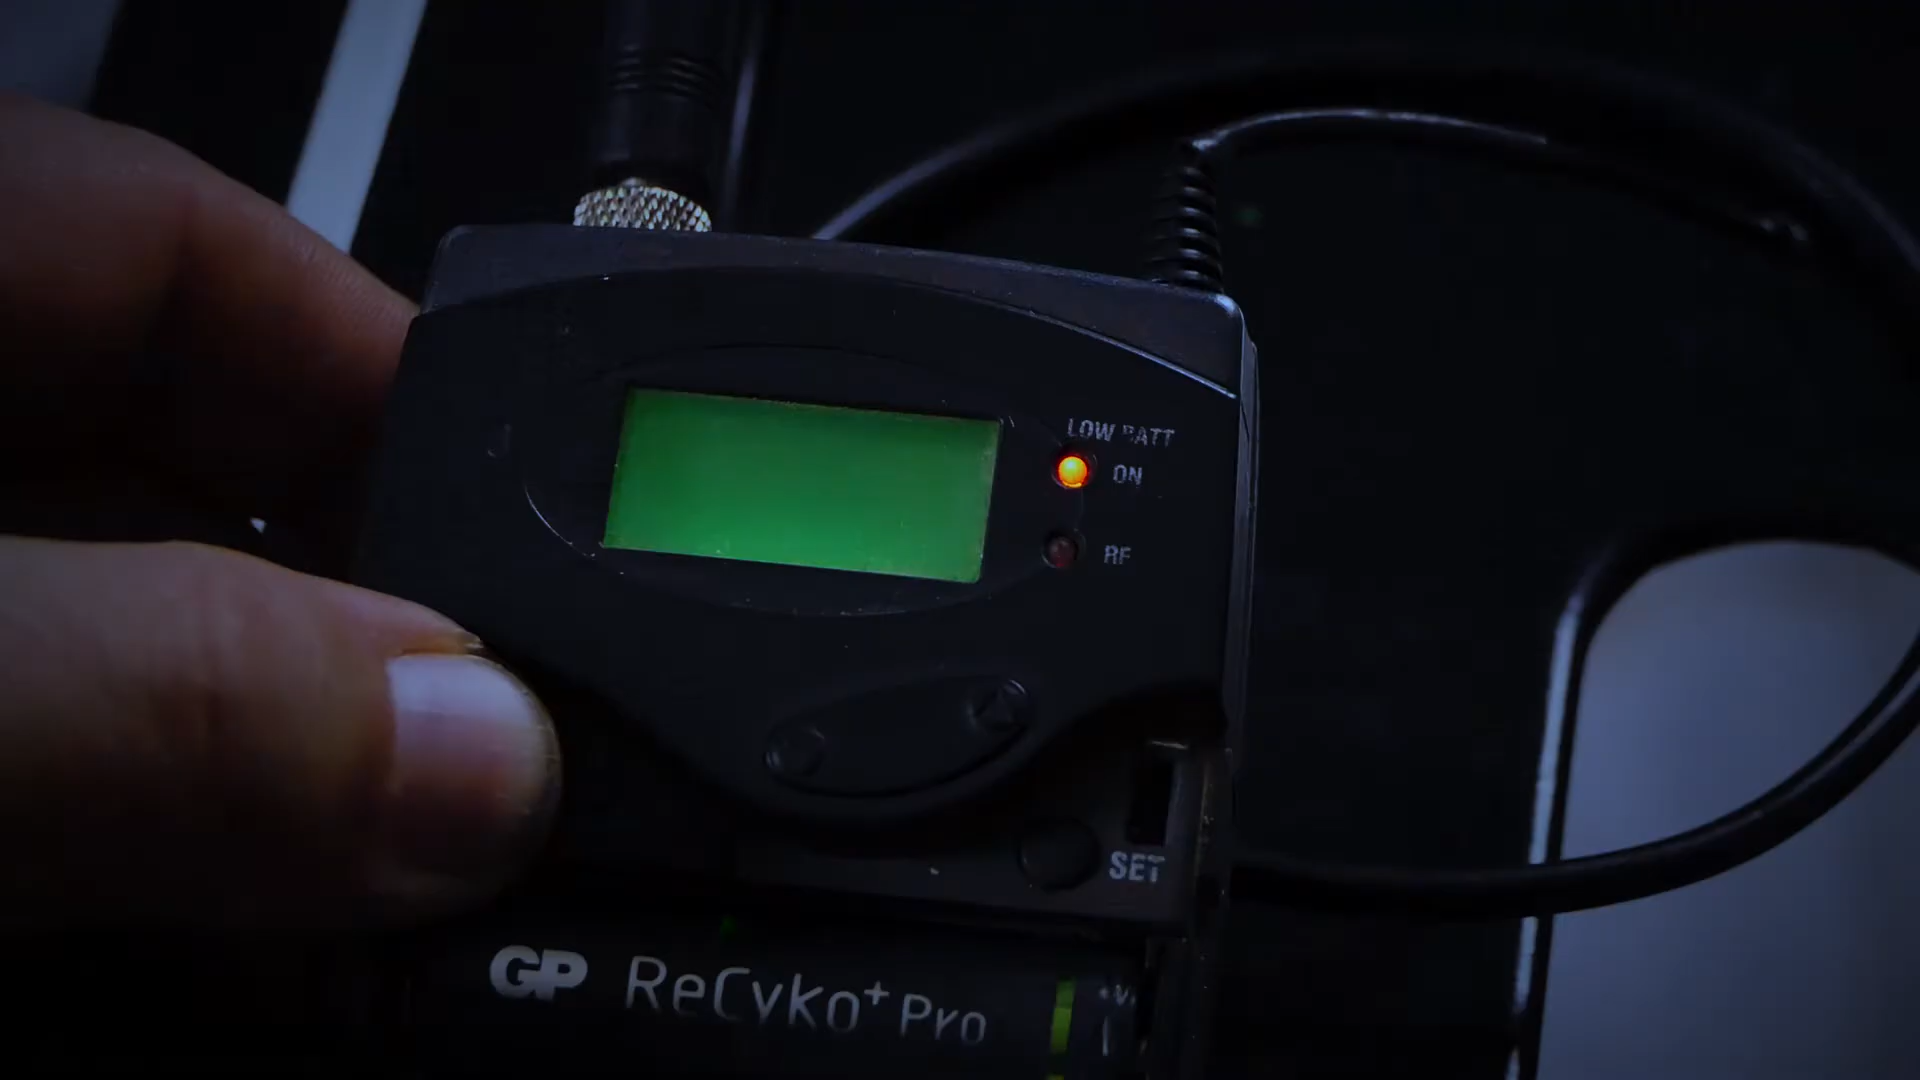 LOW BATT
ON
RF
SET
GP ReCyko+ Pro